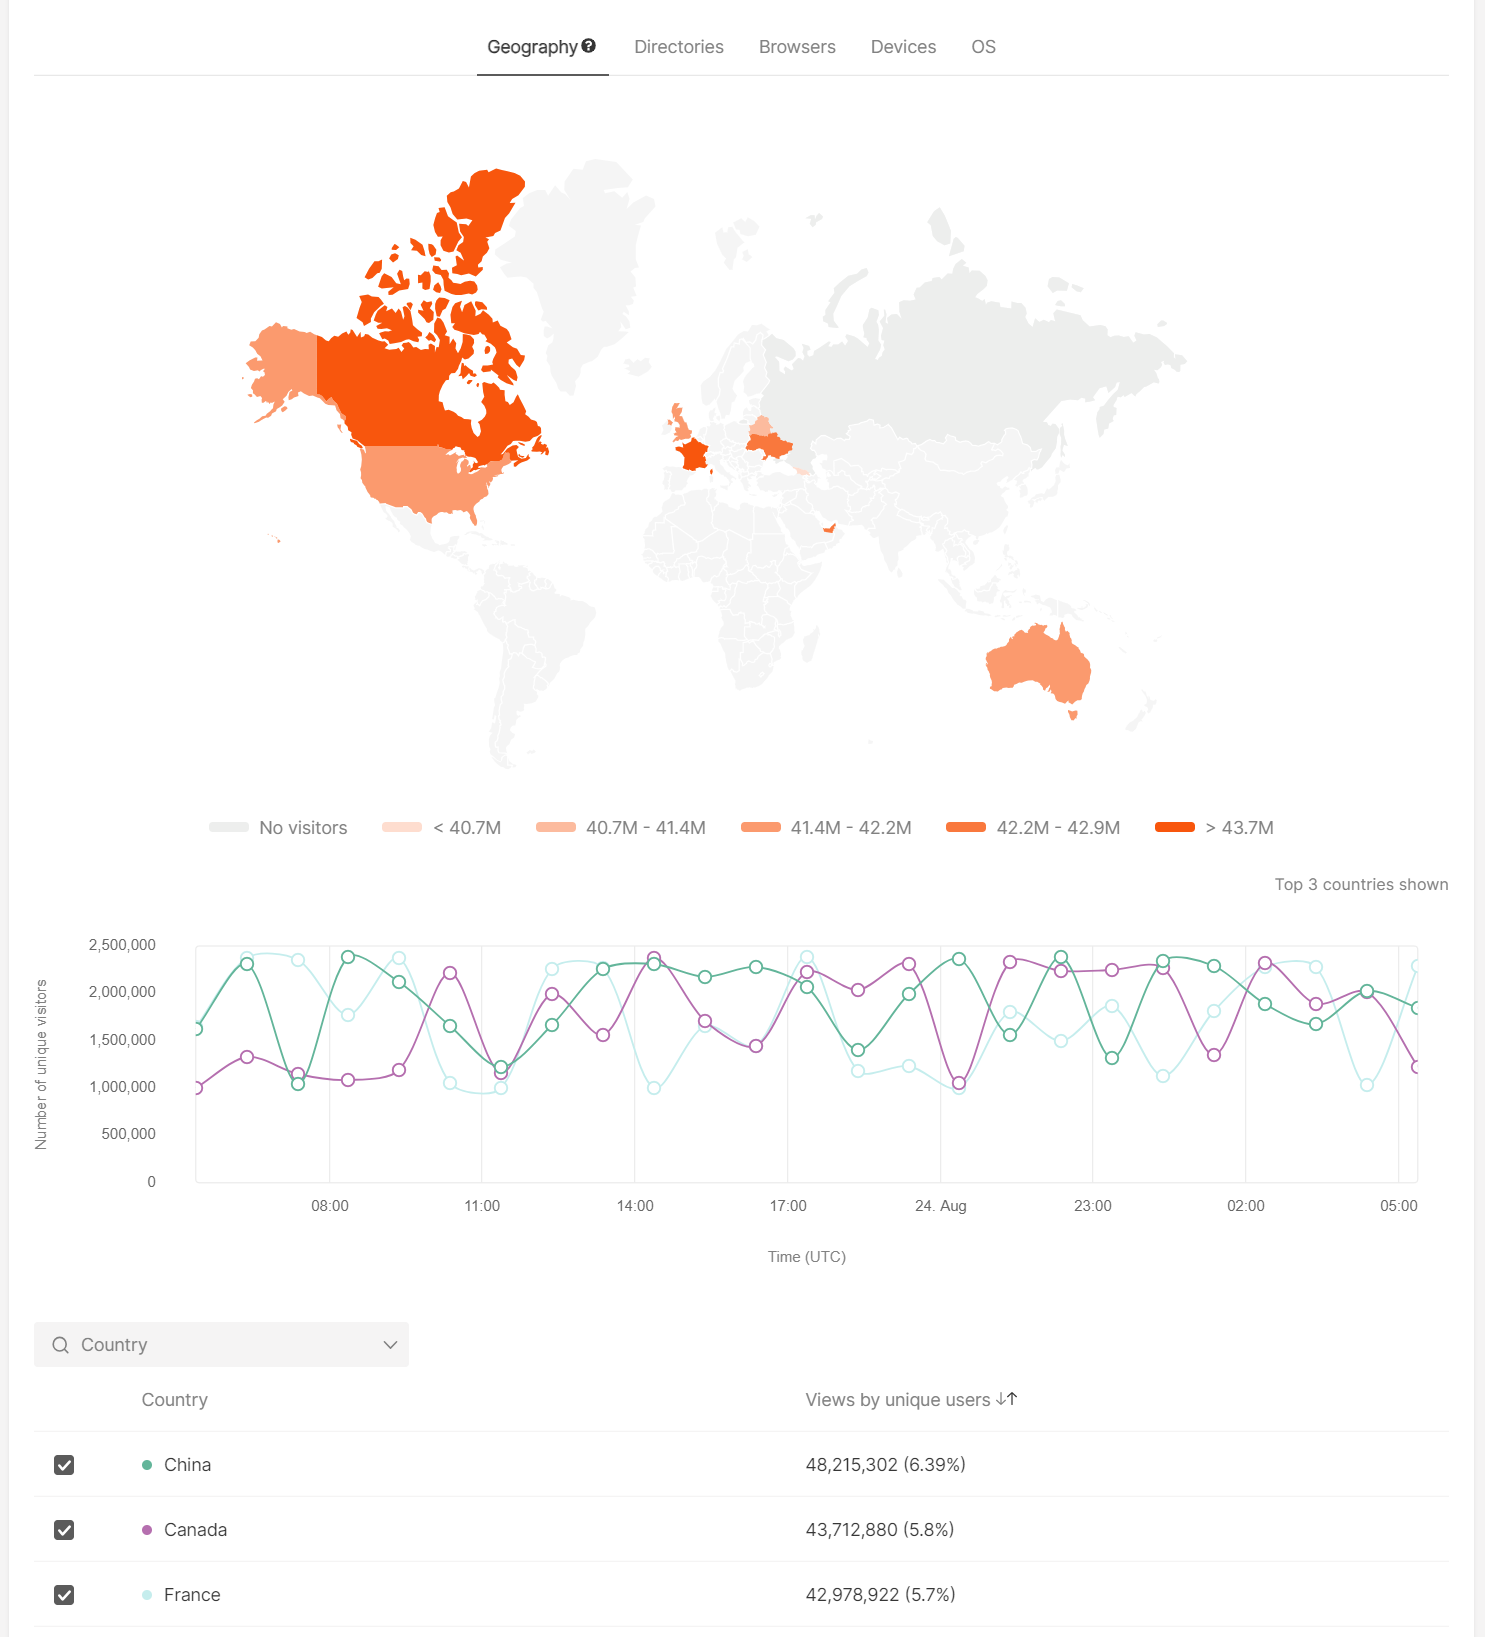 Geography Directories Browsers Devices OS
No visitors < 40.7M 40.7M - 41.4M 41.4M - 42.2M 42.2M - 42.9M > 43.7M
Top 3 countries shown
Number of unique visitors
2,500,000
2,000,000
1,500,000
1,000,000
500,000
0
08:00 11:00 14:00 17:00 24. Aug 23:00 02:00 05:00
Time (UTC)
Country
Country Views by unique users
China 48,215,302 (6.39%)
Canada 43,712,880 (5.8%)
France 42,978,922 (5.7%)